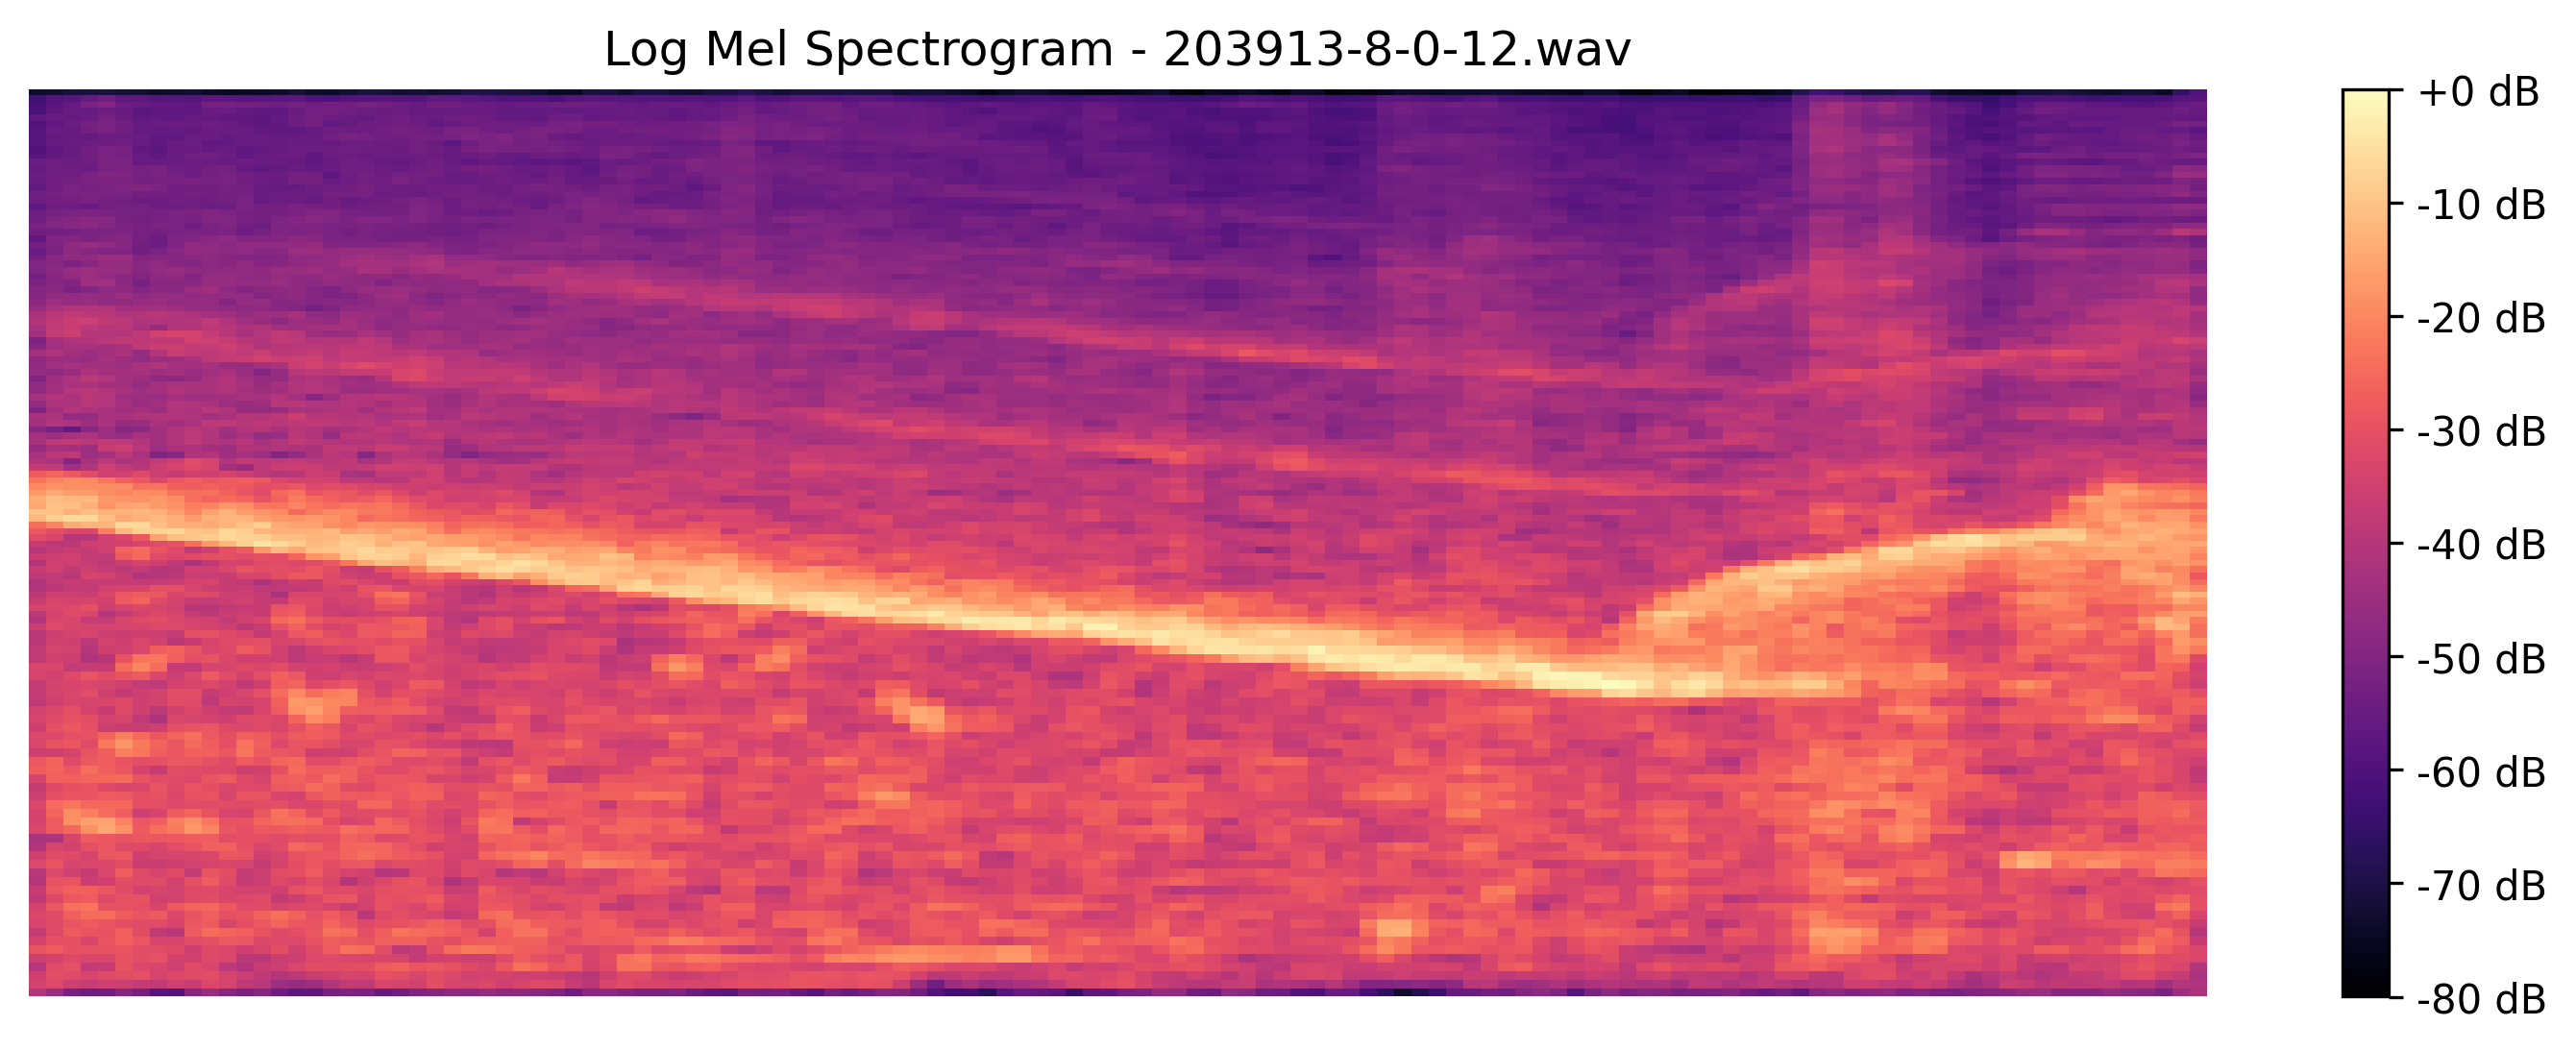 Log Mel Spectrogram - 203913-8-0-12.wav
+0 dB
-10 dB
-20 dB
-30 dB
-40 dB
-50 dB
-60 dB
-70 dB
-80 dB